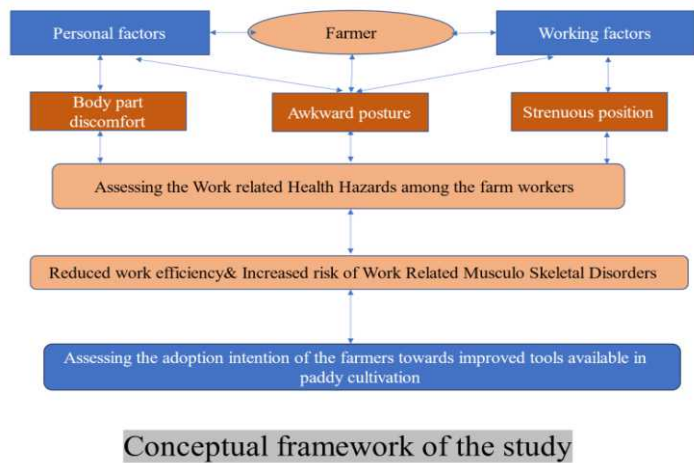 Personal factors
Farmer
Working factors
Body part
discomfort
Awkward posture
Strenuous position
Assessing the Work related Health Hazards among the farm workers
Reduced work efficiency& Increased risk of Work Related Musculo Skeletal Disorders
Assessing the adoption intention of the farmers towards improved tools available in
paddy cultivation
Conceptual framework of the study